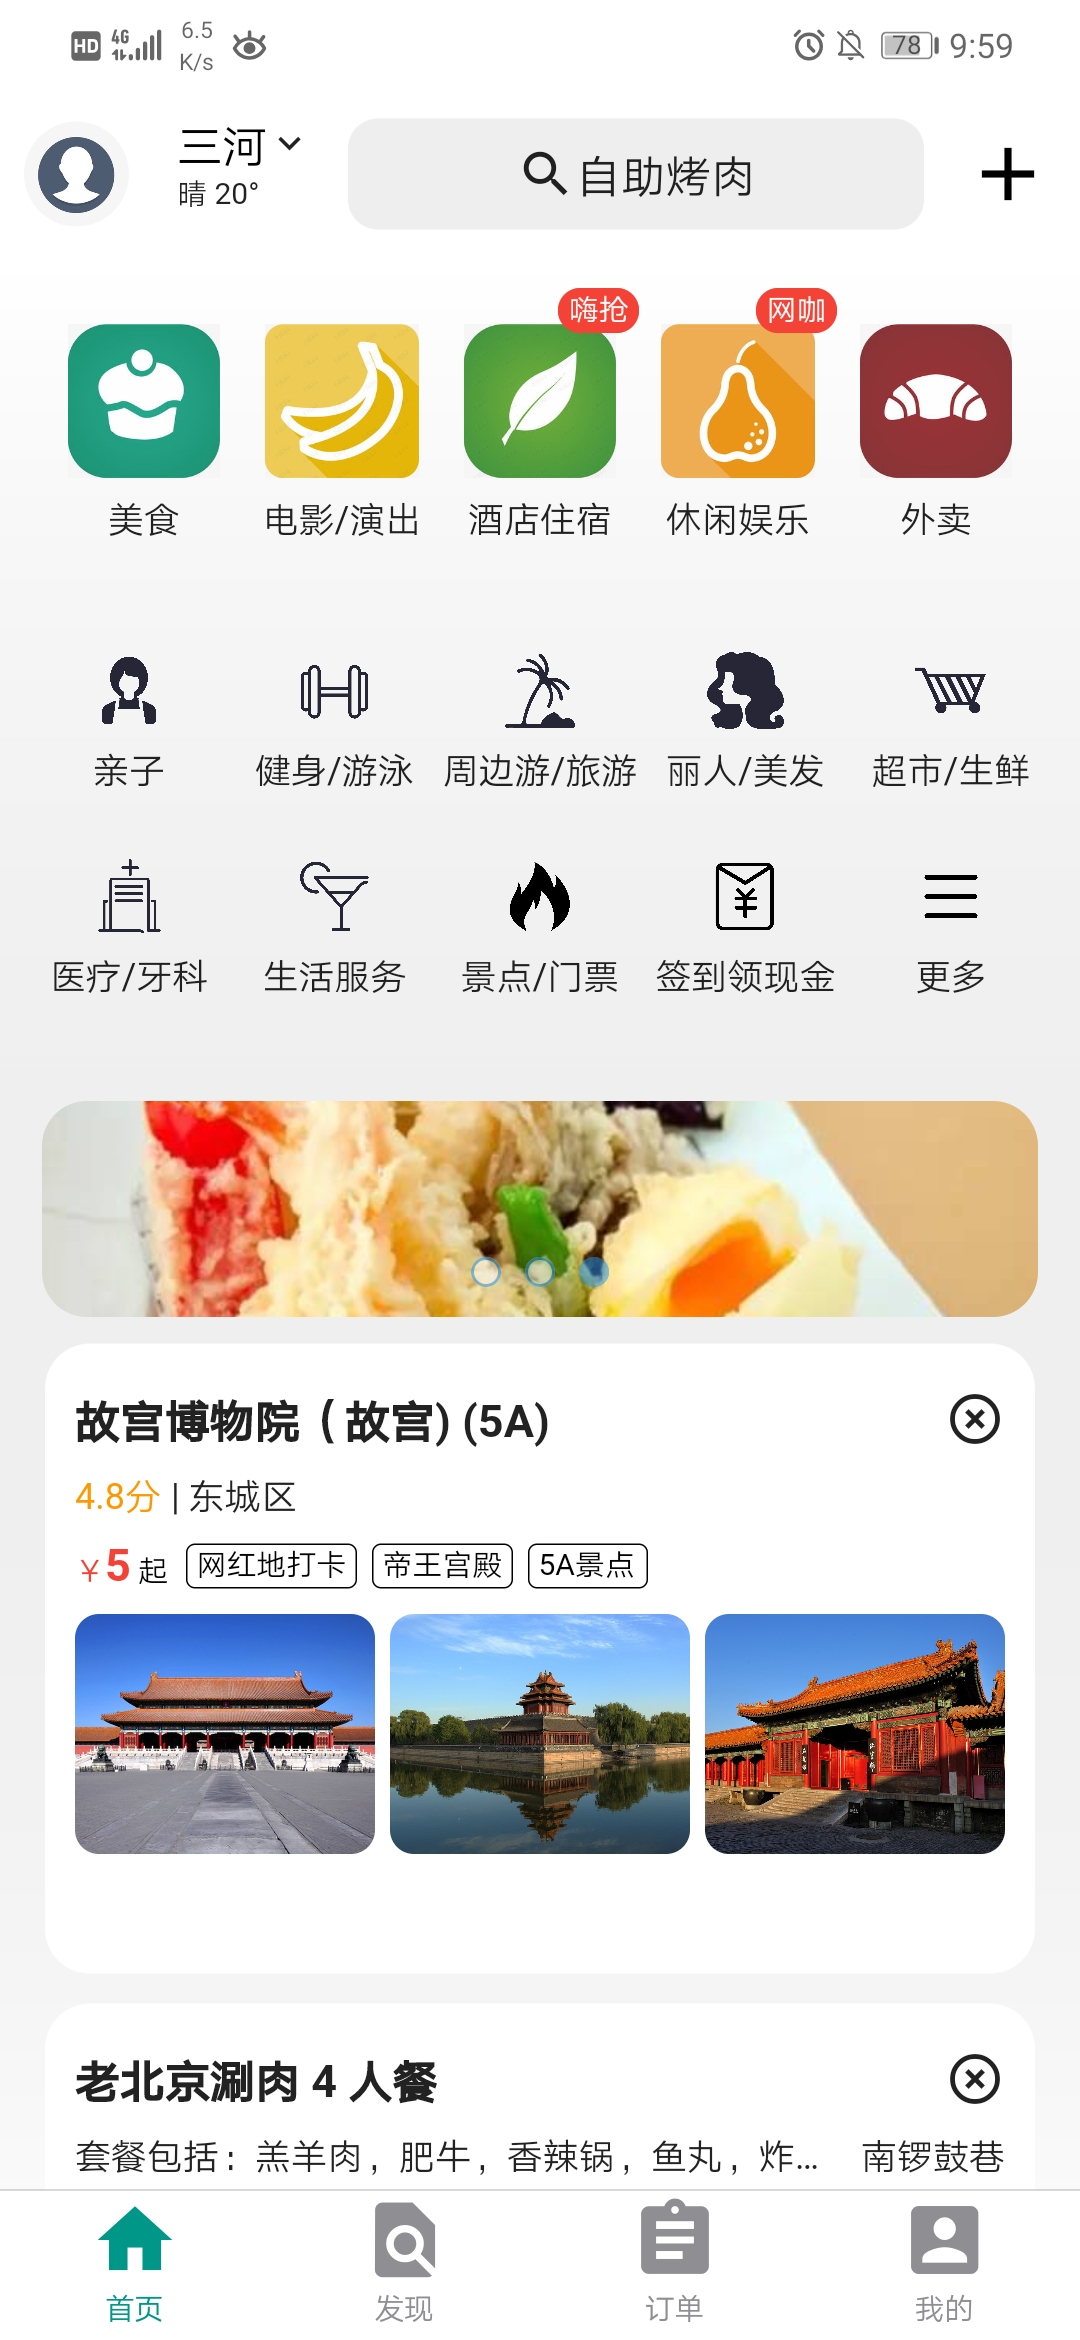 HD 4G 6.5 K/s 78 9:59
三河
晴 20°
自助烤肉
嗨抢 网咖
美食 电影/演出 酒店住宿 休闲娱乐 外卖
亲子 健身/游泳 周边游/旅游 丽人/美发 超市/生鲜
医疗/牙科 生活服务 景点/门票 签到领现金 更多
故宫博物院（故宫) (5A)
4.8分 | 东城区
¥5 起 网红地打卡 帝王宫殿 5A景点
老北京涮肉 4 人餐
套餐包括：羔羊肉，肥牛，香辣锅，鱼丸，炸... 南锣鼓巷
首页 发现 订单 我的